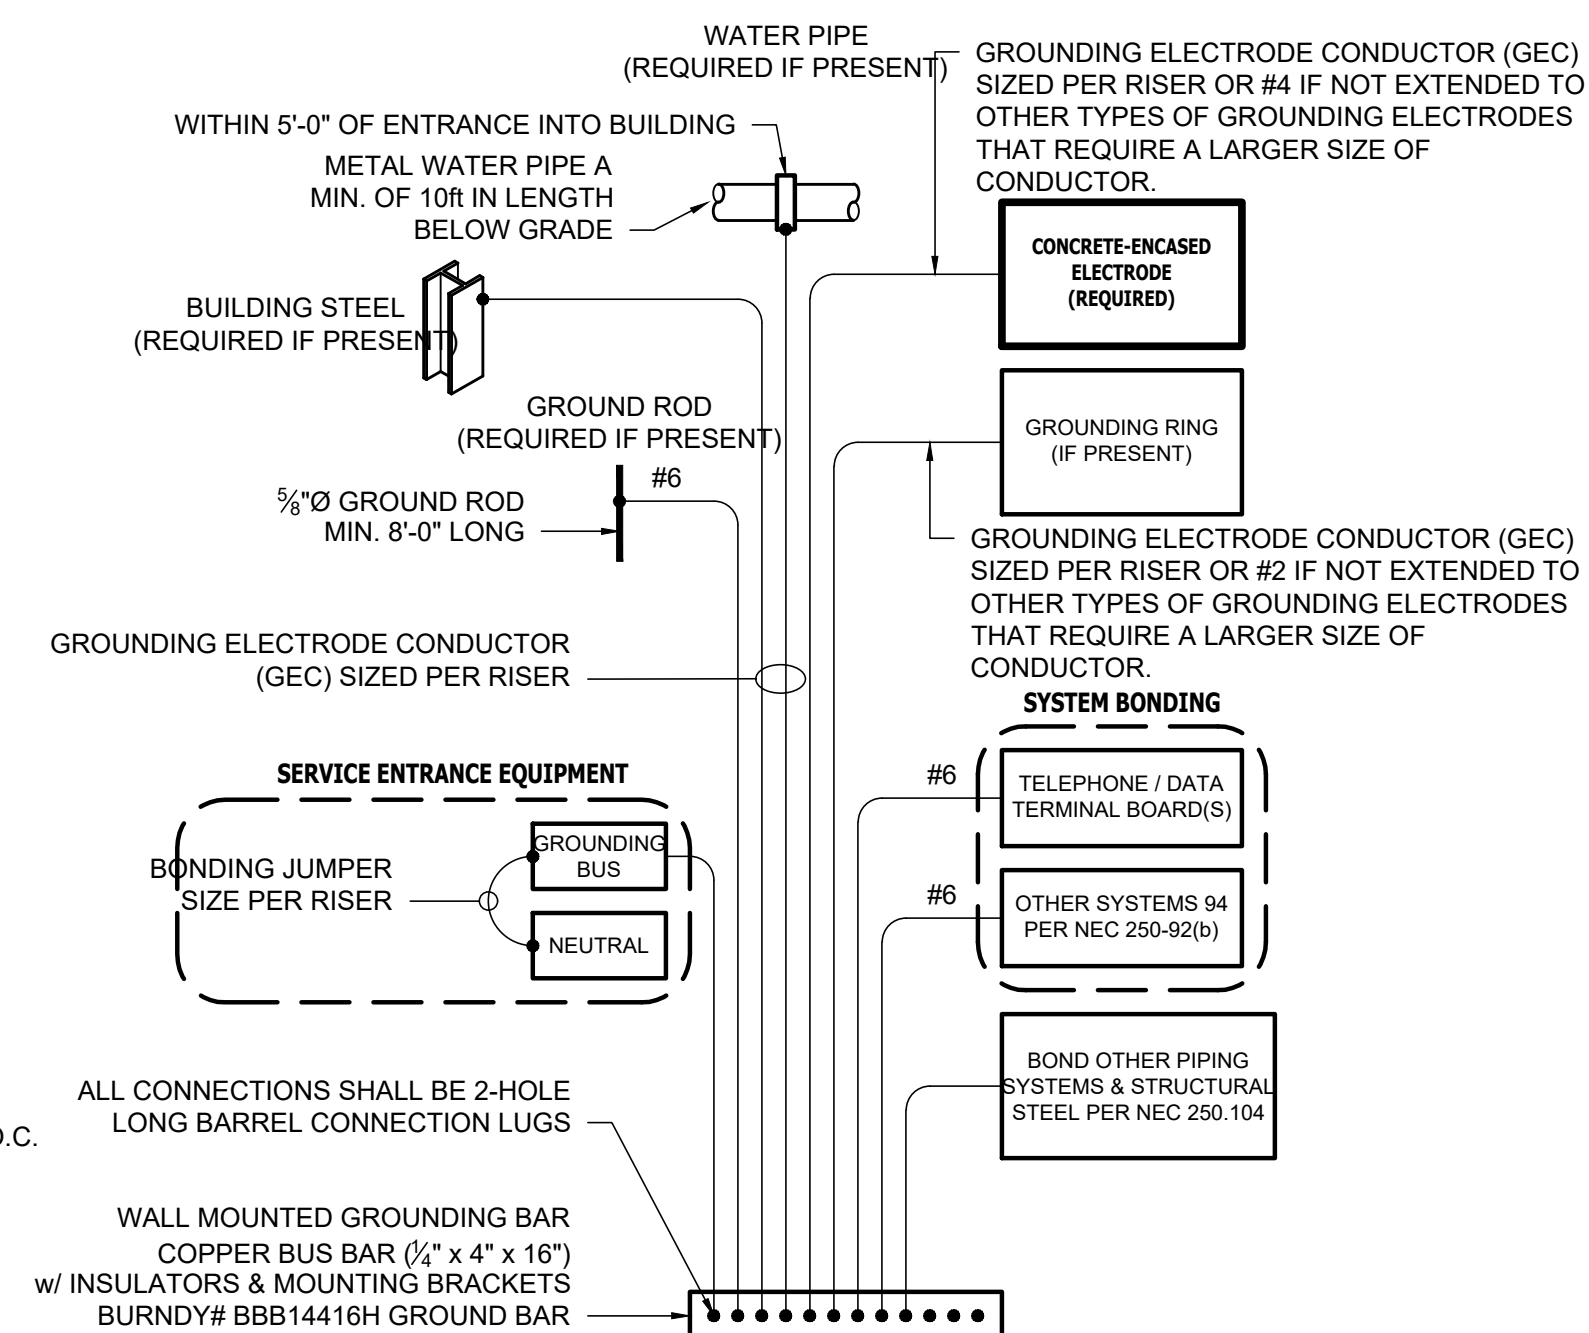 WATER PIPE
(REQUIRED IF PRESENT)
GROUNDING ELECTRODE CONDUCTOR (GEC)
SIZED PER RISER OR #4 IF NOT EXTENDED TO
OTHER TYPES OF GROUNDING ELECTRODES
THAT REQUIRE A LARGER SIZE OF
CONDUCTOR.
WITHIN 5'-0" OF ENTRANCE INTO BUILDING
METAL WATER PIPE A
MIN. OF 10ft IN LENGTH
BELOW GRADE
CONCRETE-ENCASED
ELECTRODE
(REQUIRED)
BUILDING STEEL
(REQUIRED IF PRESENT)
GROUND ROD
(REQUIRED IF PRESENT)
#6
⅝"Ø GROUND ROD
MIN. 8'-0" LONG
GROUNDING RING
(IF PRESENT)
GROUNDING ELECTRODE CONDUCTOR (GEC)
SIZED PER RISER OR #2 IF NOT EXTENDED TO
OTHER TYPES OF GROUNDING ELECTRODES
THAT REQUIRE A LARGER SIZE OF
CONDUCTOR.
GROUNDING ELECTRODE CONDUCTOR
(GEC) SIZED PER RISER
SYSTEM BONDING
#6
TELEPHONE / DATA
TERMINAL BOARD(S)
#6
OTHER SYSTEMS 94
PER NEC 250-92(b)
SERVICE ENTRANCE EQUIPMENT
GROUNDING
BUS
BONDING JUMPER
SIZE PER RISER
NEUTRAL
BOND OTHER PIPING
SYSTEMS & STRUCTURAL
STEEL PER NEC 250.104
ALL CONNECTIONS SHALL BE 2-HOLE
LONG BARREL CONNECTION LUGS
O.C.
WALL MOUNTED GROUNDING BAR
COPPER BUS BAR (¼" x 4" x 16")
w/ INSULATORS & MOUNTING BRACKETS
BURNDY# BBB14416H GROUND BAR